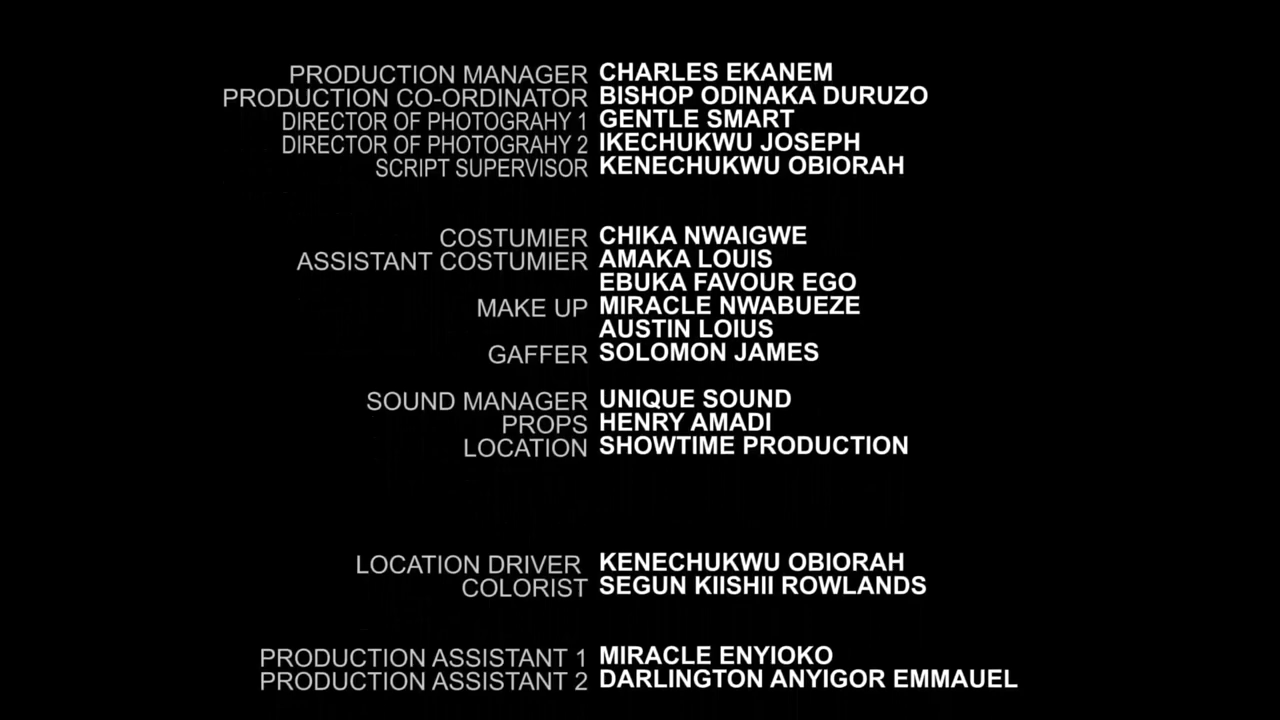 PRODUCTION MANAGER CHARLES EKANEM
PRODUCTION CO-ORDINATOR BISHOP ODINAKA DURUZO
DIRECTOR OF PHOTOGRAHY 1 GENTLE SMART
DIRECTOR OF PHOTOGRAHY 2 IKECHUKWU JOSEPH
SCRIPT SUPERVISOR KENECHUKWU OBIORAH
COSTUMIER CHIKA NWAIGWE
ASSISTANT COSTUMIER AMAKA LOUIS
EBUKA FAVOUR EGO
MAKE UP MIRACLE NWABUEZE
AUSTIN LOIUS
GAFFER SOLOMON JAMES
SOUND MANAGER UNIQUE SOUND
PROPS HENRY AMADI
LOCATION SHOWTIME PRODUCTION
LOCATION DRIVER KENECHUKWU OBIORAH
COLORIST SEGUN KIISHII ROWLANDS
PRODUCTION ASSISTANT 1 MIRACLE ENYIOKO
PRODUCTION ASSISTANT 2 DARLINGTON ANYIGOR EMMAUEL